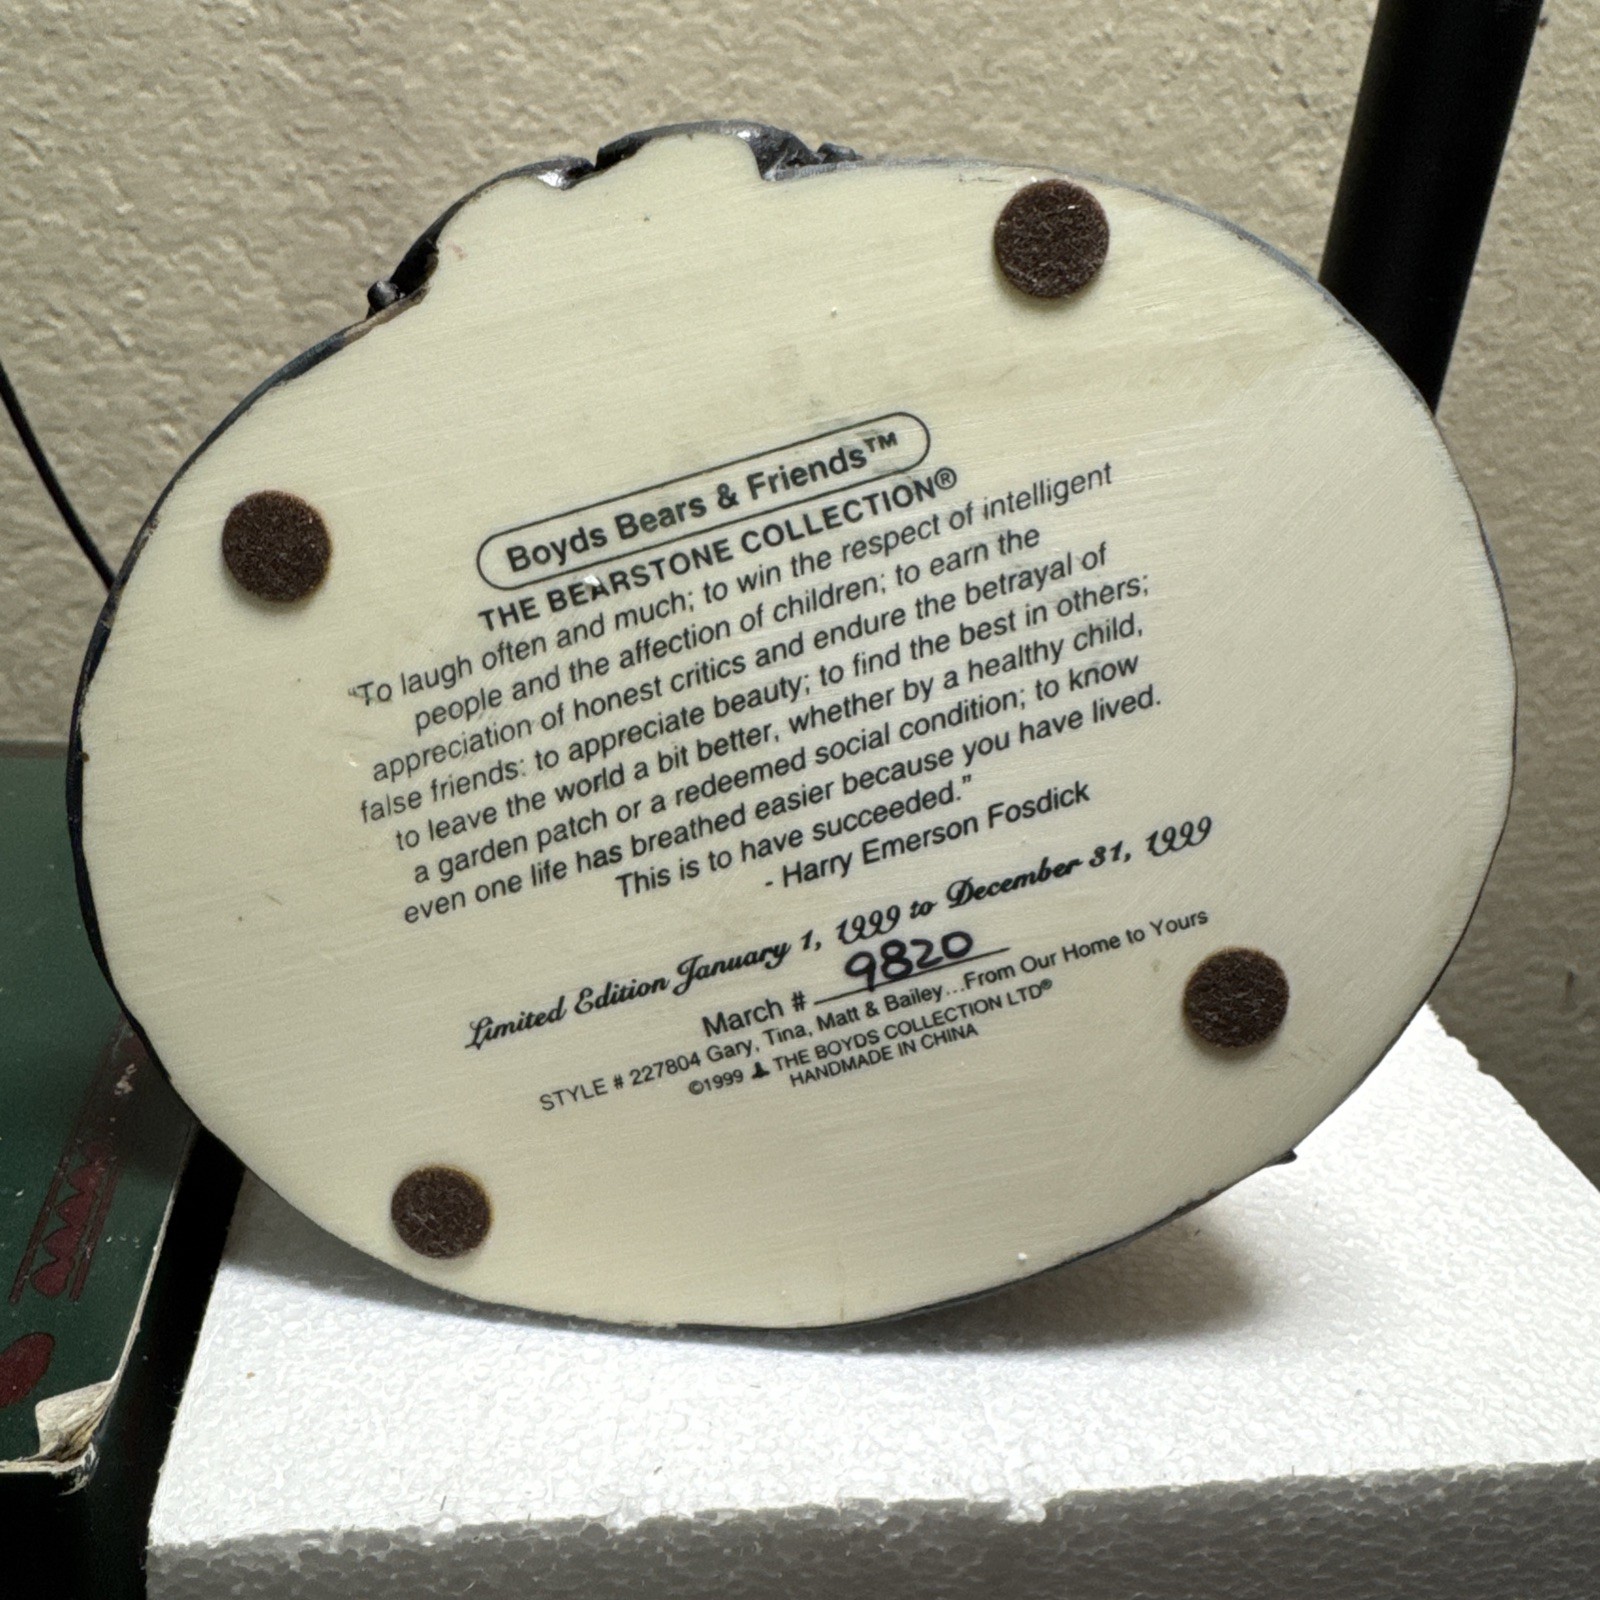 Boyds Bears & Friends™
THE BEARSTONE COLLECTION®
“To laugh often and much; to win the respect of intelligent
people and the affection of children; to earn the
appreciation of honest critics and endure the betrayal of
false friends: to appreciate beauty; to find the best in others;
to leave the world a bit better, whether by a healthy child,
a garden patch or a redeemed social condition; to know
even one life has breathed easier because you have lived.
This is to have succeeded.”
- Harry Emerson Fosdick
Limited Edition January 1, 1999 to December 31, 1999
March # 9820
STYLE # 227804 Gary, Tina, Matt & Bailey...From Our Home to Yours
©1999 THE BOYDS COLLECTION LTD®
HANDMADE IN CHINA